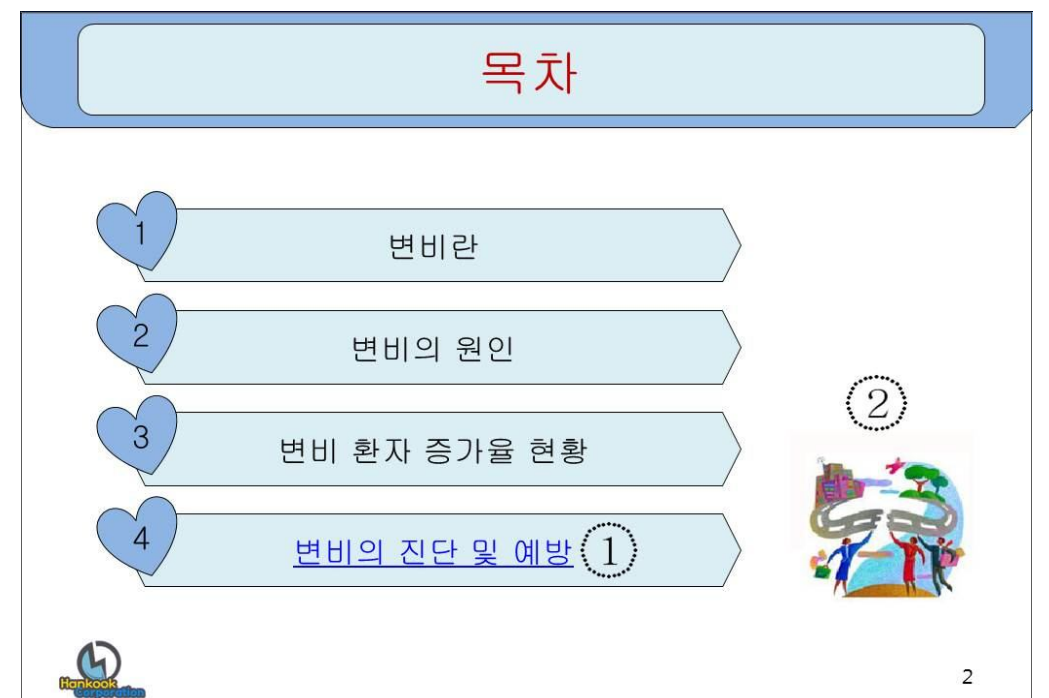 목차
1
변비란
2
변비의 원인
3
변비 환자 증가율 현황
4
변비의 진단 및 예방 1
2
Hankook
Corporation
2